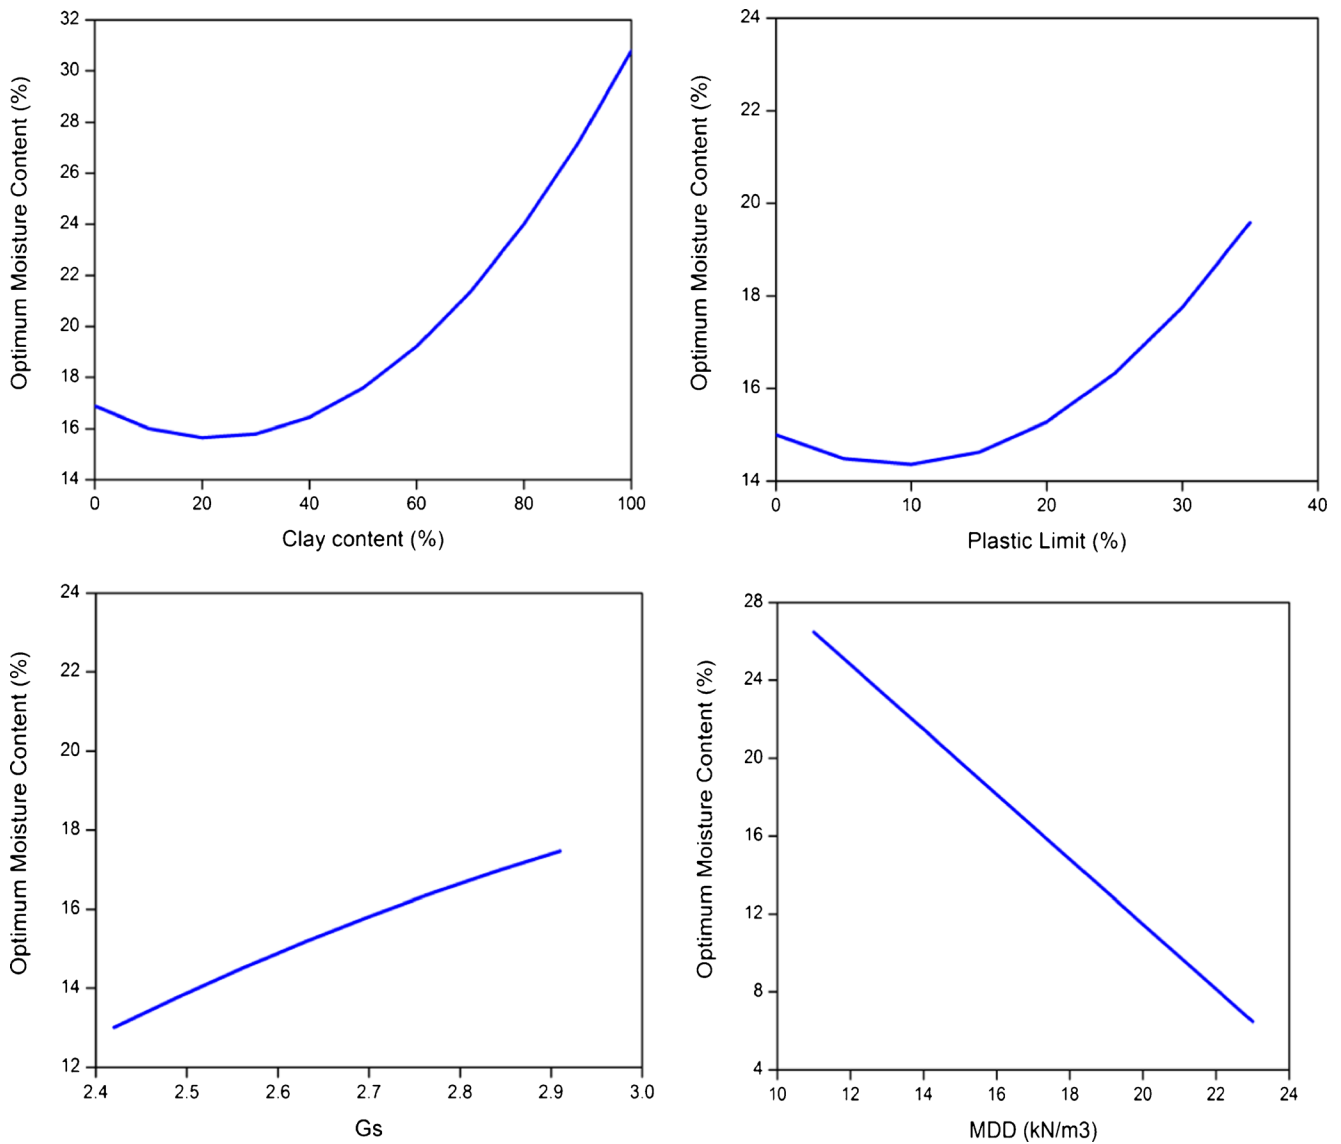 Optimum Moisture Content (%)
32
30
28
26
24
22
20
18
16
14
0 20 40 60 80 100
Clay content (%)
Optimum Moisture Content (%)
24
22
20
18
16
14
0 10 20 30 40
Plastic Limit (%)
Optimum Moisture Content (%)
24
22
20
18
16
14
12
2.4 2.5 2.6 2.7 2.8 2.9 3.0
Gs
Optimum Moisture Content (%)
28
24
20
16
12
8
4
10 12 14 16 18 20 22 24
MDD (kN/m3)